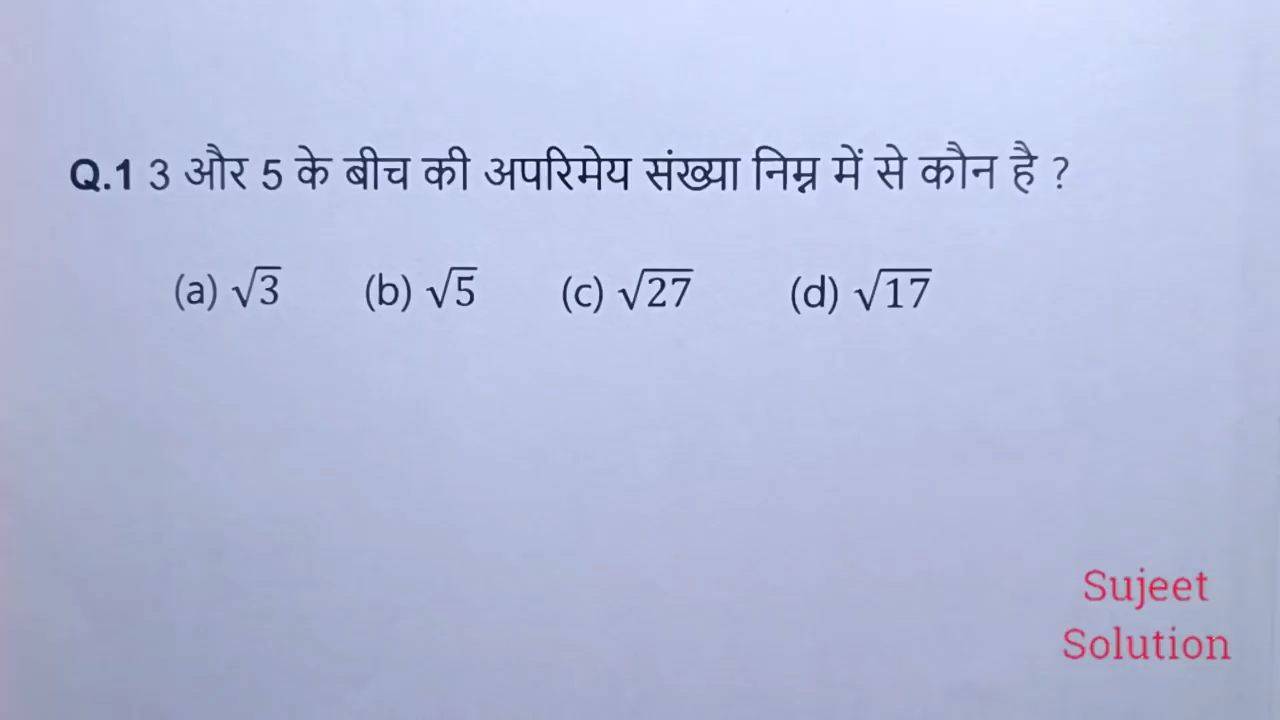 Q.1 3 और 5 के बीच की अपरिमेय संख्या निम्न में से कौन है ?
(a) √3 (b) √5 (c) √27 (d) √17
Sujeet
Solution